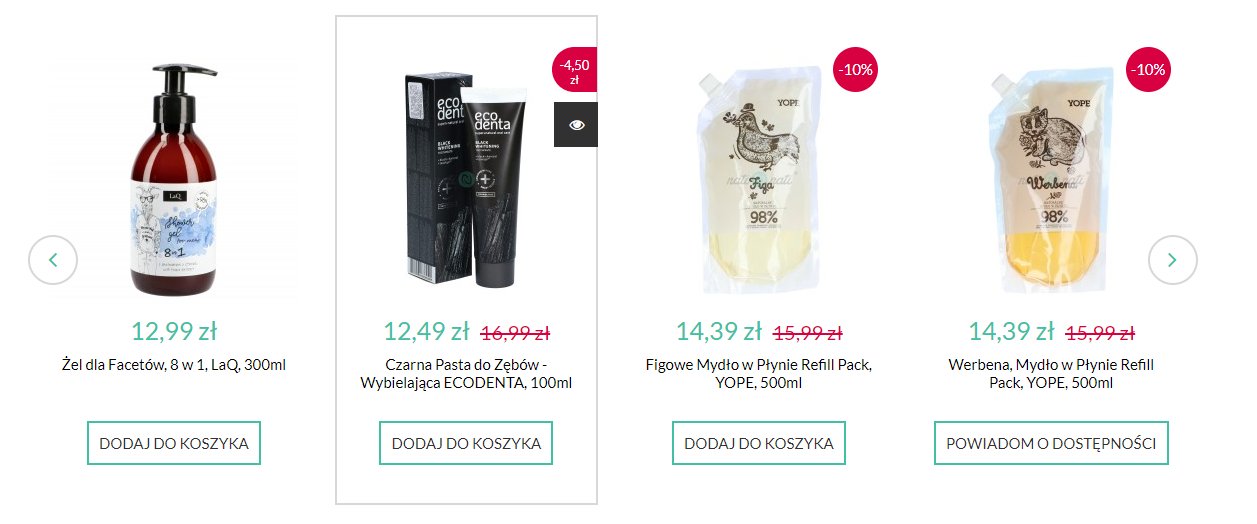 LaQ
Shower
gel
for men
8 w 1
12,99 zł
Żel dla Facetów, 8 w 1, LaQ, 300ml
DODAJ DO KOSZYKA
-4,50
zł
eco
denta
eco
denta
BLACK
WHITENING
BLACK
WHITENING
12,49 zł 16,99 zł
Czarna Pasta do Zębów -
Wybielająca ECODENTA, 100ml
DODAJ DO KOSZYKA
-10%
YOPE
Figa
98%
14,39 zł 15,99 zł
Figowe Mydło w Płynie Refill Pack,
YOPE, 500ml
DODAJ DO KOSZYKA
-10%
YOPE
Werbena
98%
14,39 zł 15,99 zł
Werbena, Mydło w Płynie Refill
Pack, YOPE, 500ml
POWIADOM O DOSTĘPNOŚCI